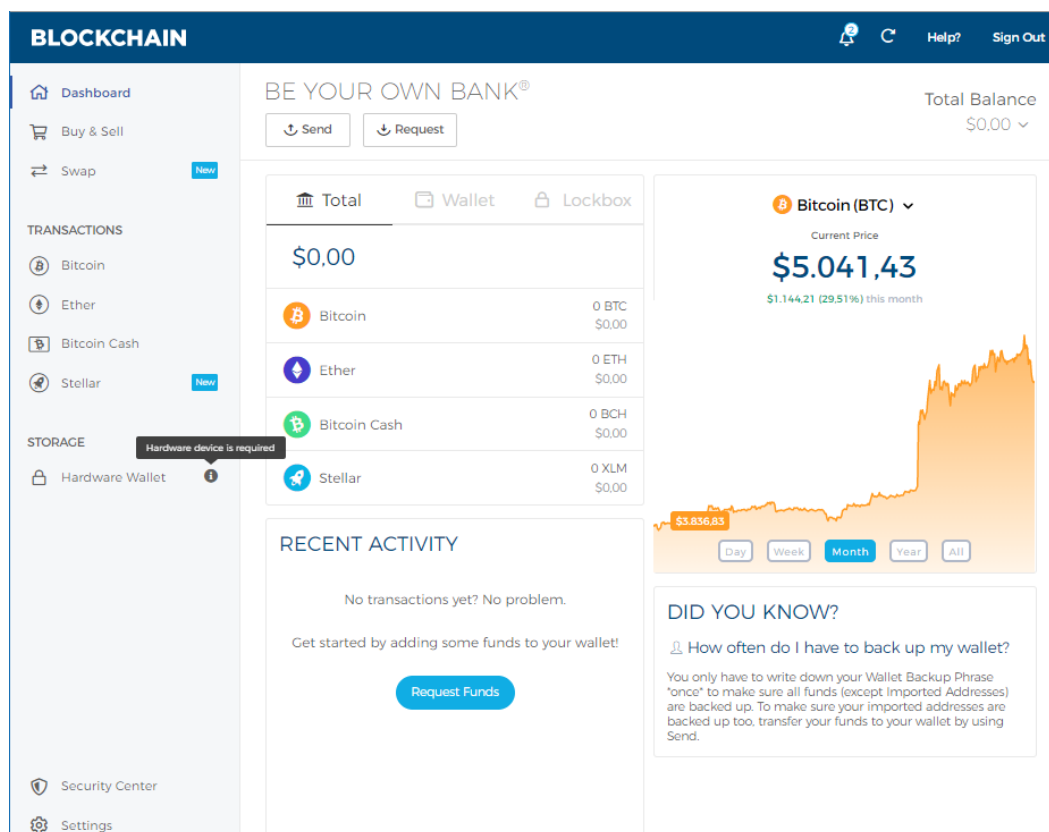 BLOCKCHAIN
2
Help?
Sign Out
Dashboard
Buy & Sell
Swap
New
TRANSACTIONS
Bitcoin
Ether
Bitcoin Cash
Stellar
New
STORAGE
Hardware device is required
Hardware Wallet
Security Center
Settings
BE YOUR OWN BANK®
Send
Request
Total Balance
$0,00
Total
Wallet
Lockbox
$0,00
Bitcoin
0 BTC
$0,00
Ether
0 ETH
$0,00
Bitcoin Cash
0 BCH
$0,00
Stellar
0 XLM
$0,00
RECENT ACTIVITY
No transactions yet? No problem.
Get started by adding some funds to your wallet!
Request Funds
Bitcoin (BTC)
Current Price
$5.041,43
$1.144,21 (29,51%) this month
$3.836,83
Day
Week
Month
Year
All
DID YOU KNOW?
How often do I have to back up my wallet?
You only have to write down your Wallet Backup Phrase
*once* to make sure all funds (except Imported Addresses)
are backed up. To make sure your imported addresses are
backed up too, transfer your funds to your wallet by using
Send.